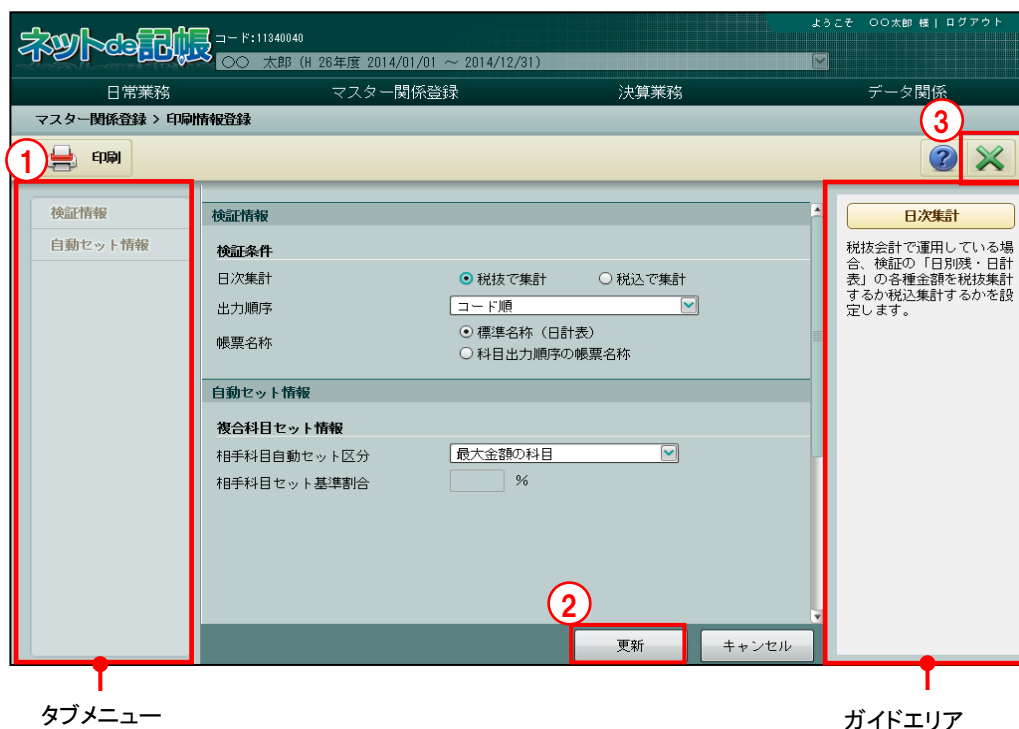 ようこそ 〇〇太郎 様 | ログアウト
ネットde記帳
コード:11340040
〇〇 太郎 (H 26年度 2014/01/01 ～ 2014/12/31)
日常業務 マスター関係登録 決算業務 データ関係
マスター関係登録 > 印刷情報登録
③
① 印刷 ?
検証情報
自動セット情報
検証情報
検証条件
日次集計 税抜で集計 税込で集計
出力順序 コード順
帳票名称 標準名称（日計表）
科目出力順序の帳票名称
自動セット情報
複合科目セット情報
相手科目自動セット区分 最大金額の科目
相手科目セット基準割合 %
②
更新 キャンセル
日次集計
税抜会計で運用している場
合、検証の「日別残・日計
表」の各種金額を税抜集計
するか税込集計するかを設
定します。
タブメニュー
ガイドエリア